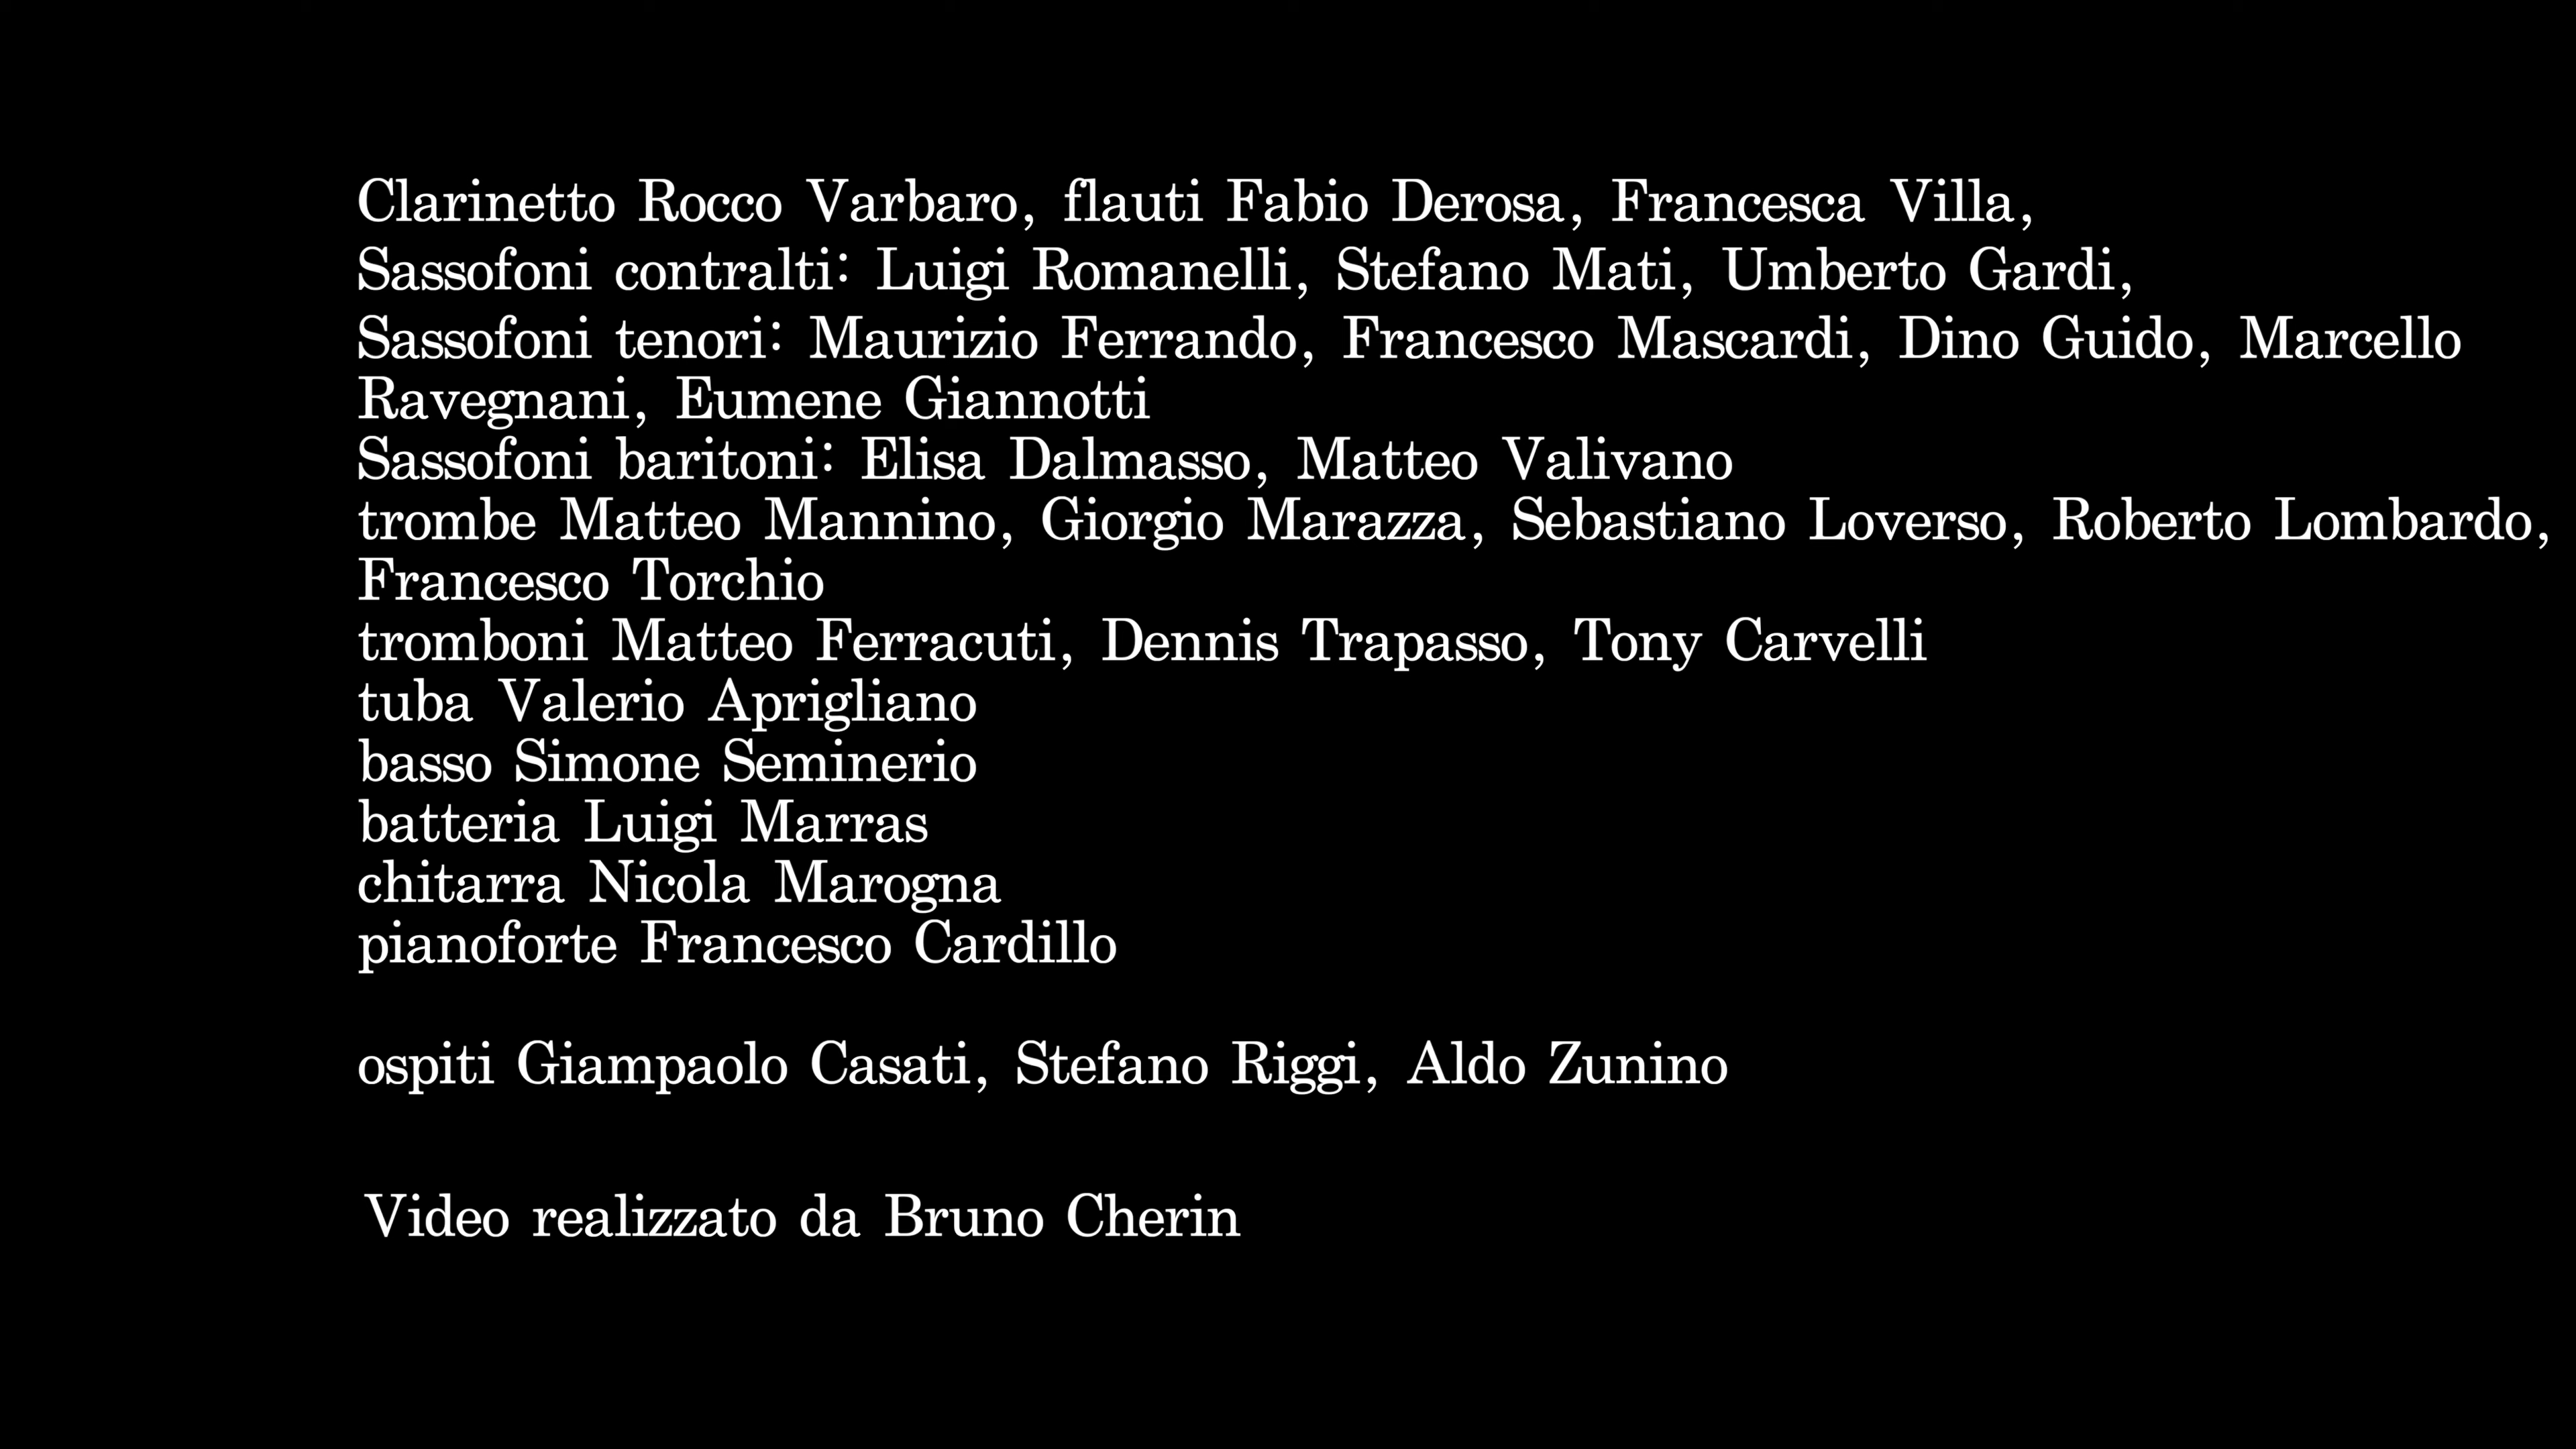 Clarinetto Rocco Varbaro, flauti Fabio Derosa, Francesca Villa,
Sassofoni contralti: Luigi Romanelli, Stefano Mati, Umberto Gardi,
Sassofoni tenori: Maurizio Ferrando, Francesco Mascardi, Dino Guido, Marcello
Ravegnani, Eumene Giannotti
Sassofoni baritoni: Elisa Dalmasso, Matteo Valivano
trombe Matteo Mannino, Giorgio Marazza, Sebastiano Loverso, Roberto Lombardo,
Francesco Torchio
tromboni Matteo Ferracuti, Dennis Trapasso, Tony Carvelli
tuba Valerio Aprigliano
basso Simone Seminerio
batteria Luigi Marras
chitarra Nicola Marogna
pianoforte Francesco Cardillo
ospiti Giampaolo Casati, Stefano Riggi, Aldo Zunino
Video realizzato da Bruno Cherin